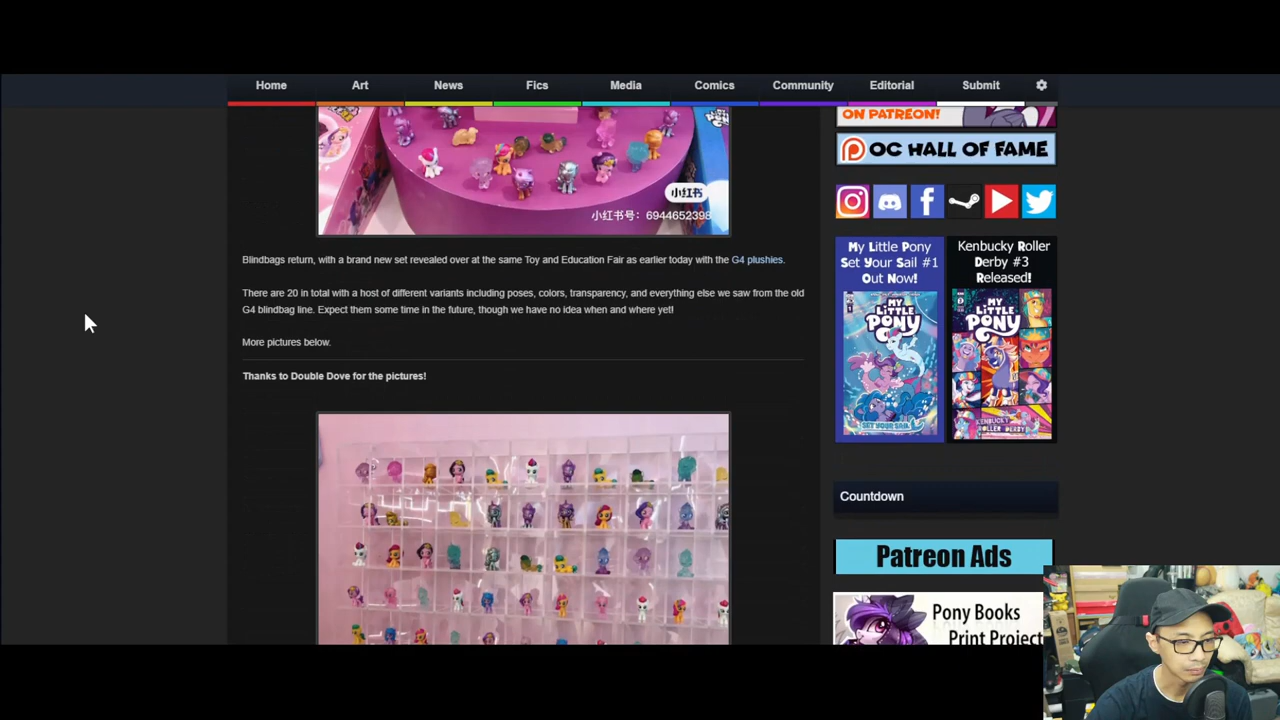 Home Art News Fics Media Comics Community Editorial Submit
ON PATREON!
OC HALL OF FAME
小红书
小红书号: 6944652398
Blindbags return, with a brand new set revealed over at the same Toy and Education Fair as earlier today with the G4 plushies.
There are 20 in total with a host of different variants including poses, colors, transparency, and everything else we saw from the old
G4 blindbag line. Expect them some time in the future, though we have no idea when and where yet!
More pictures below.
Thanks to Double Dove for the pictures!
My Little Pony
Set Your Sail #1
Out Now!
MY LITTLE PONY
SET YOUR SAIL
Kenbucky Roller
Derby #3
Released!
MY LITTLE PONY
KENBUCKY
ROLLER DERBY
Countdown
Patreon Ads
Pony Books
Print Project